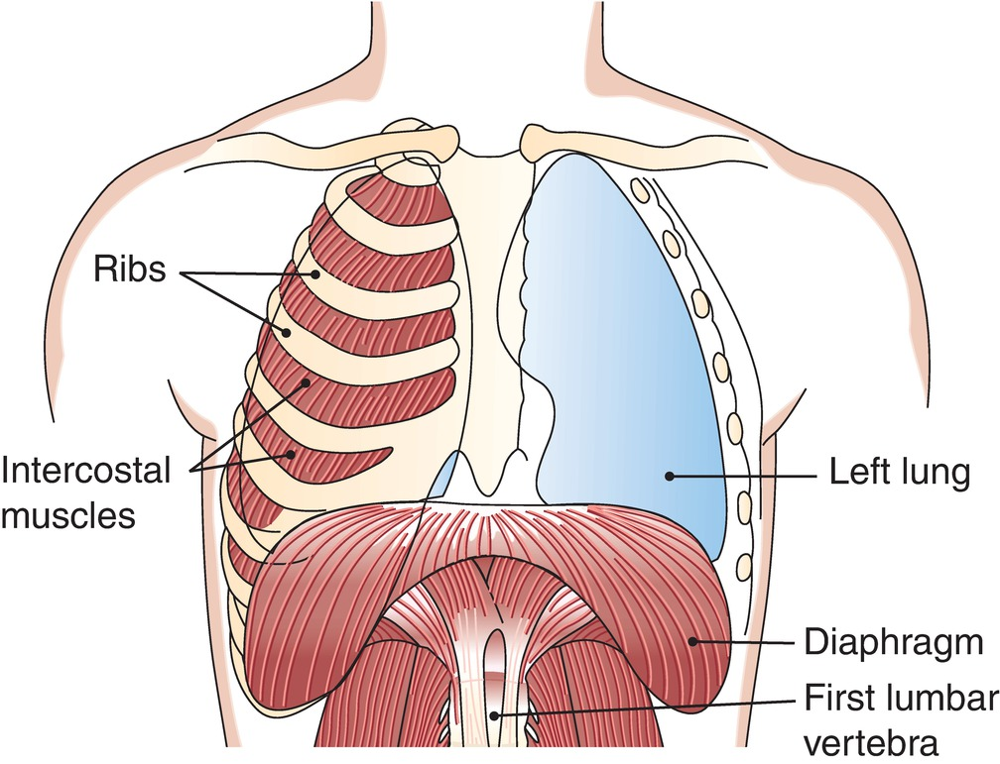 Ribs
Intercostal
muscles
Left lung
Diaphragm
First lumbar
vertebra